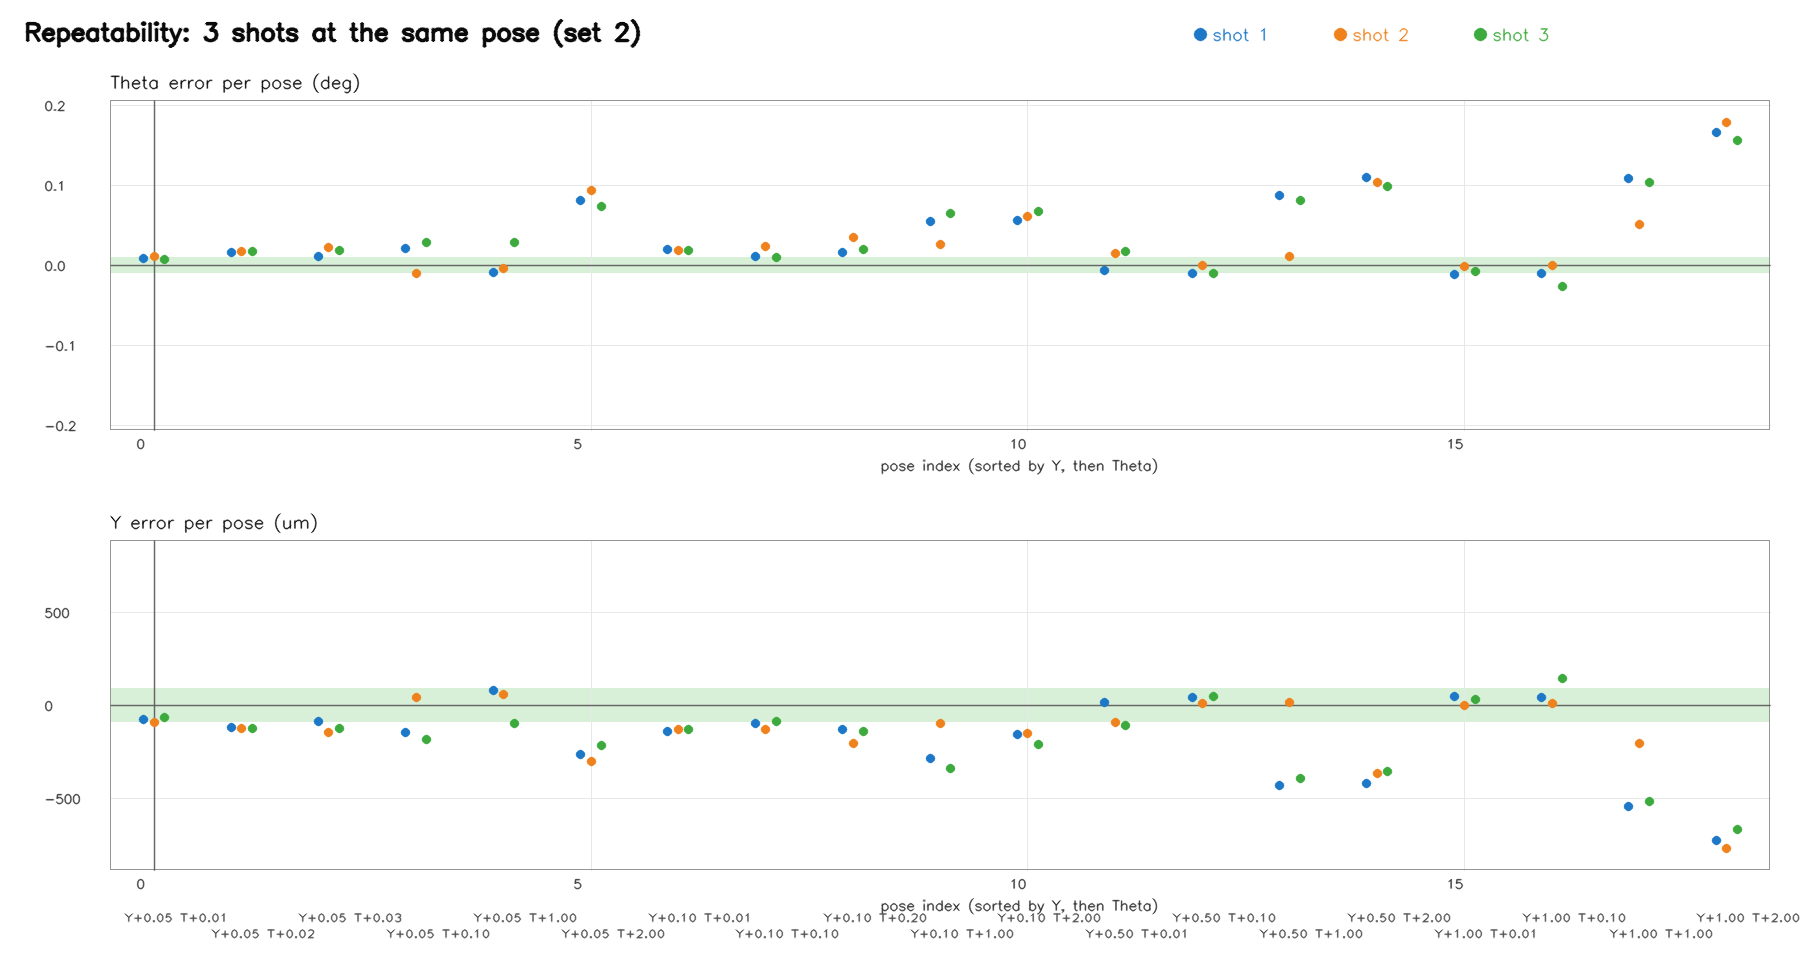 Repeatability: 3 shots at the same pose (set 2)
shot 1 shot 2 shot 3
Theta error per pose (deg)
0.2
0.1
0.0
−0.1
−0.2
0 5 10 15
pose index (sorted by Y, then Theta)
Y error per pose (um)
500
0
−500
0 5 10 15
pose index (sorted by Y, then Theta)
Y+0.05 T+0.01 Y+0.05 T+0.03 Y+0.05 T+1.00 Y+0.10 T+0.01 Y+0.10 T+0.20 Y+0.10 T+2.00 Y+0.50 T+0.10 Y+0.50 T+2.00 Y+1.00 T+0.10 Y+1.00 T+2.00
Y+0.05 T+0.02 Y+0.05 T+0.10 Y+0.05 T+2.00 Y+0.10 T+0.10 Y+0.10 T+1.00 Y+0.50 T+0.01 Y+0.50 T+1.00 Y+1.00 T+0.01 Y+1.00 T+1.00